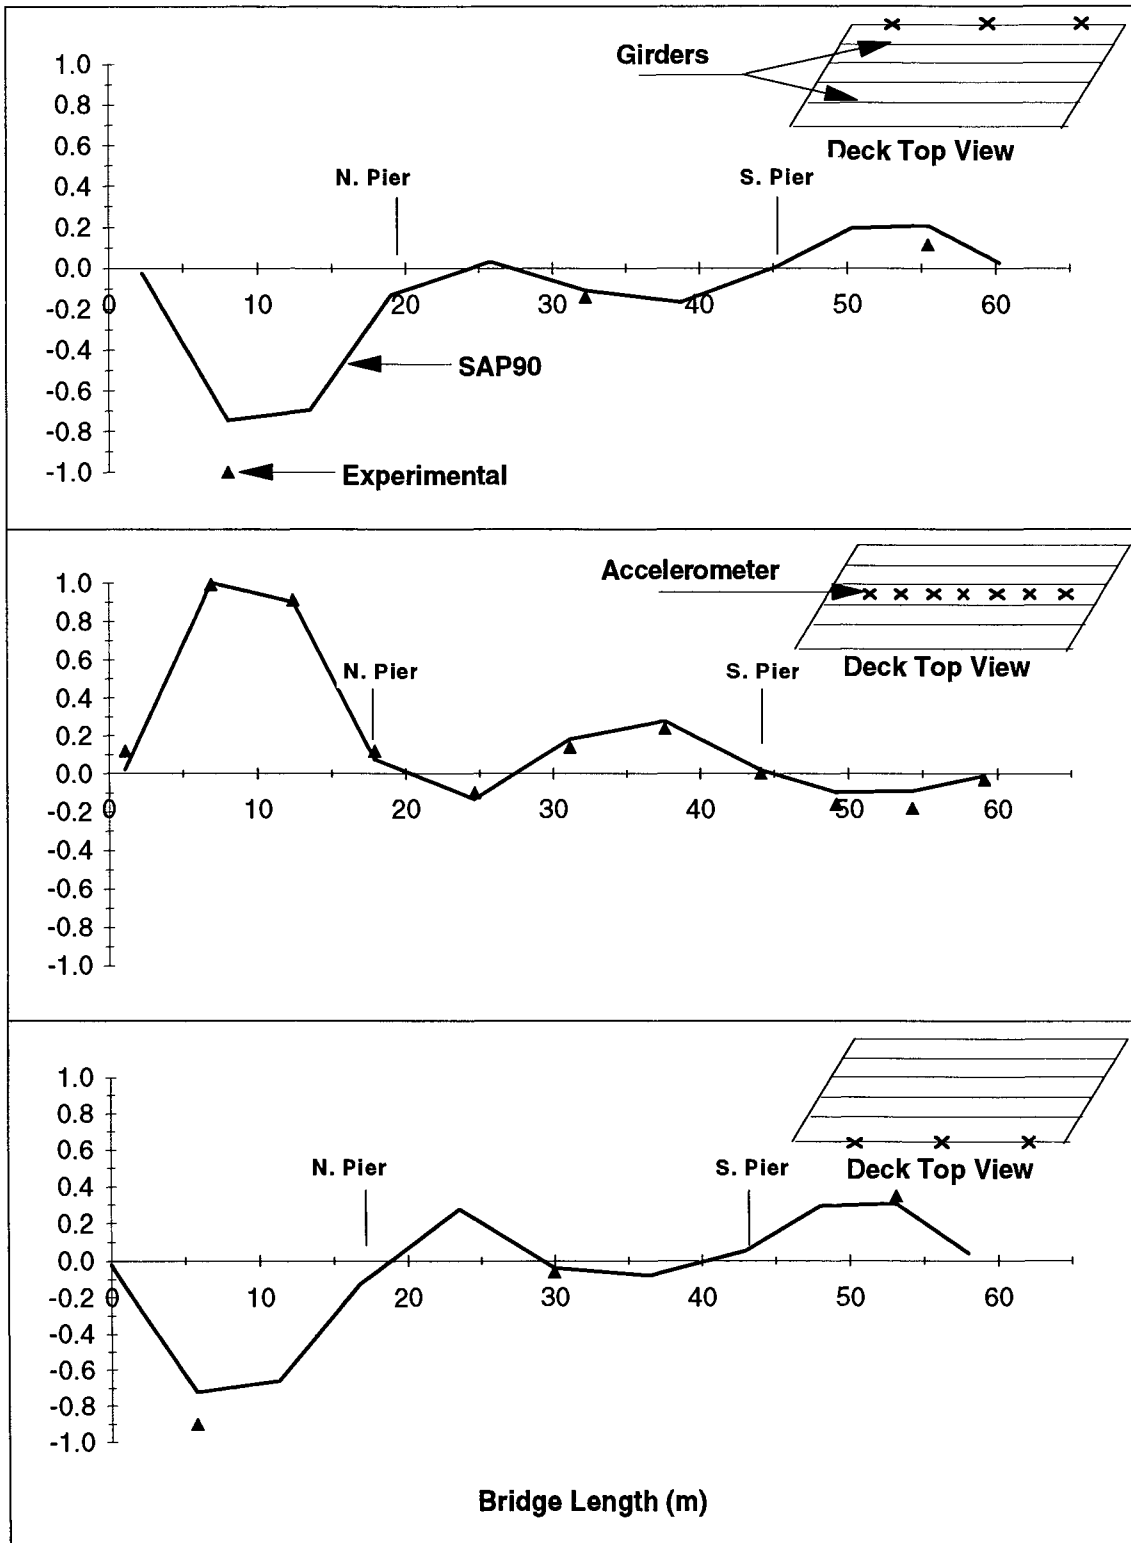 Girders
Deck Top View
1.0
0.8
0.6
0.4
0.2
0.0
-0.2
-0.4
-0.6
-0.8
-1.0
N. Pier
S. Pier
0 10 20 30 40 50 60
SAP90
Experimental
Accelerometer
Deck Top View
1.0
0.8
0.6
0.4
0.2
0.0
-0.2
-0.4
-0.6
-0.8
-1.0
N. Pier
S. Pier
0 10 20 30 40 50 60
Deck Top View
1.0
0.8
0.6
0.4
0.2
0.0
-0.2
-0.4
-0.6
-0.8
-1.0
N. Pier
S. Pier
0 10 20 30 40 50 60
Bridge Length (m)